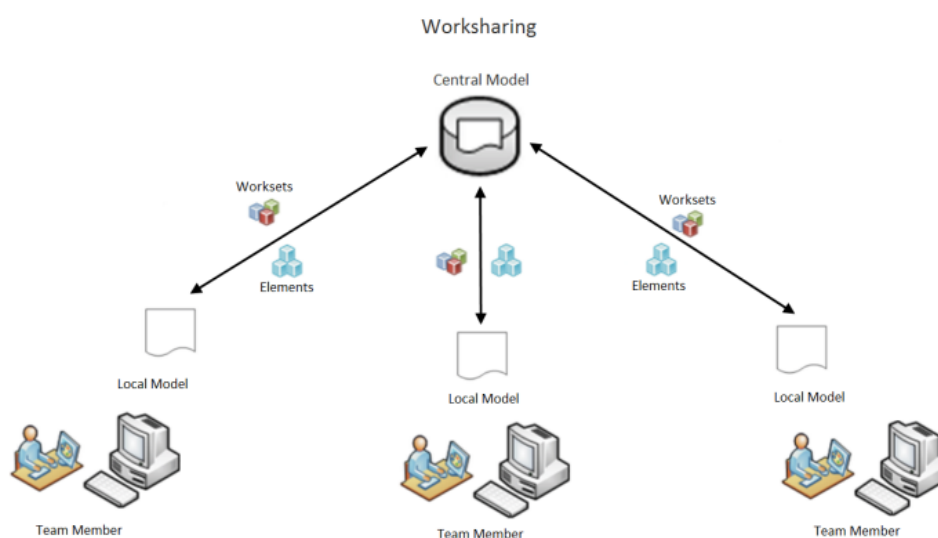 Worksharing
Central Model
Worksets
Worksets
Elements
Elements
Local Model
Local Model
Local Model
Team Member
Team Member
Team Member